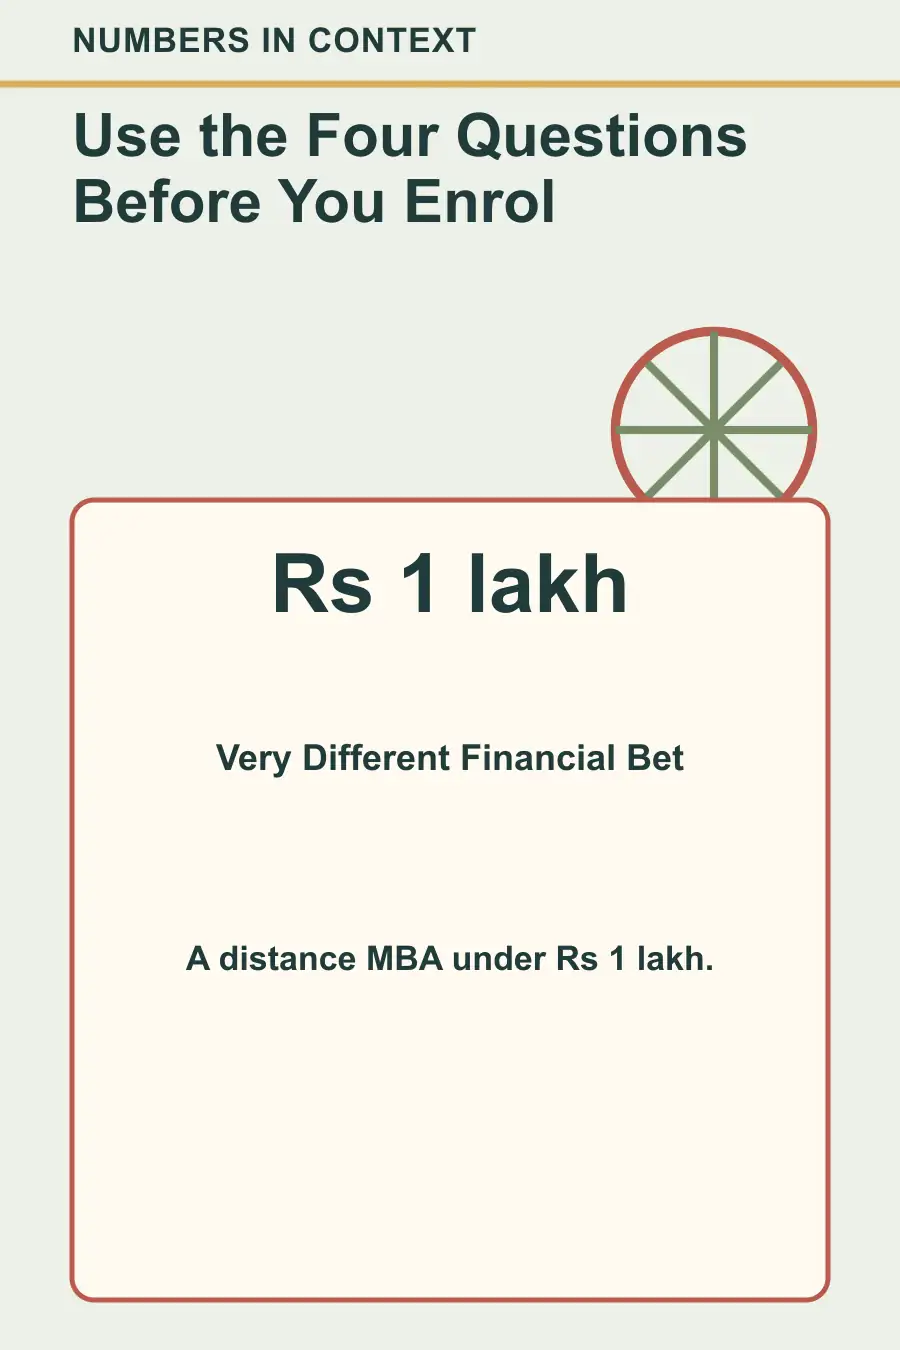 NUMBERS IN CONTEXT
Use the Four Questions
Before You Enrol
Rs 1 lakh
Very Different Financial Bet
A distance MBA under Rs 1 lakh.